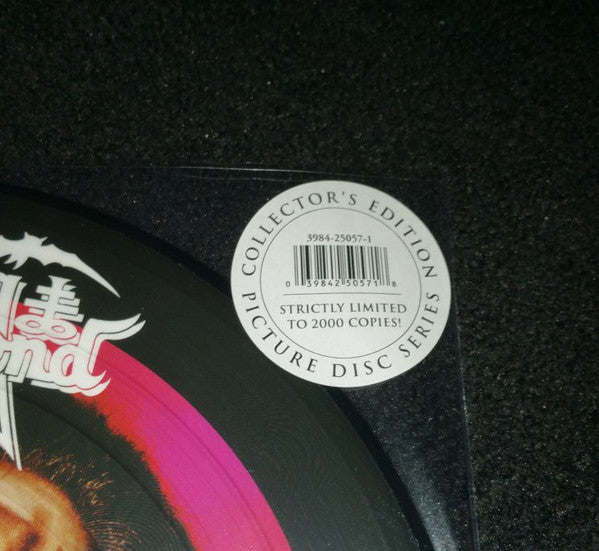 COLLECTOR'S EDITION
3984-25057-1
0 39842 50571 8
STRICTLY LIMITED
TO 2000 COPIES!
PICTURE DISC SERIES